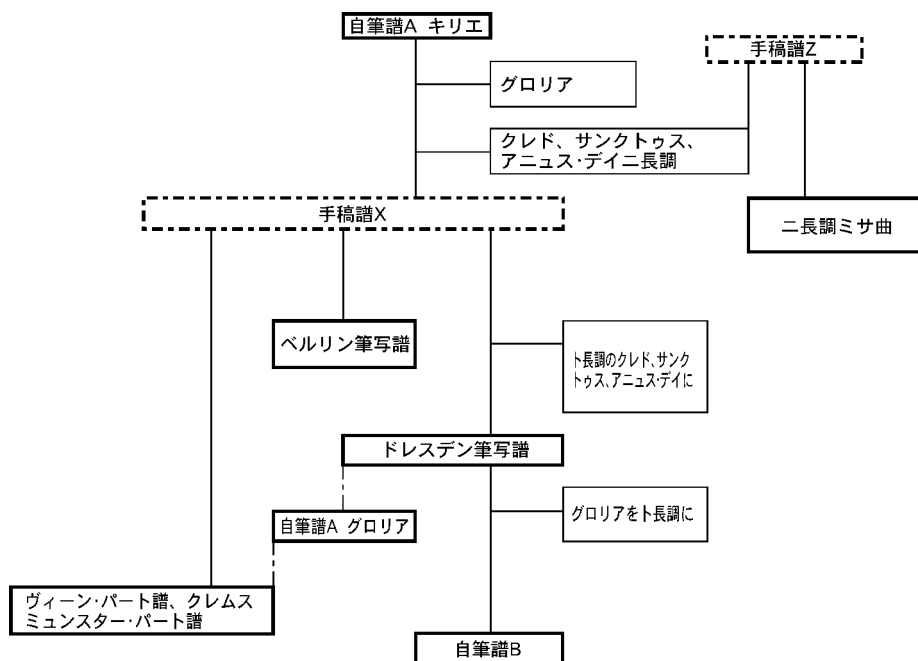 自筆譜A キリエ
手稿譜Z
グロリア
クレド、サンクトゥス、
アニュス・デイニ長調
手稿譜X
ニ長調ミサ曲
ベルリン筆写譜
ト長調のクレド、サンク
トゥス、アニュス・デイに
ドレスデン筆写譜
グロリアをト長調に
自筆譜A グロリア
ヴィーン・パート譜、クレムス
ミュンスター・パート譜
自筆譜B